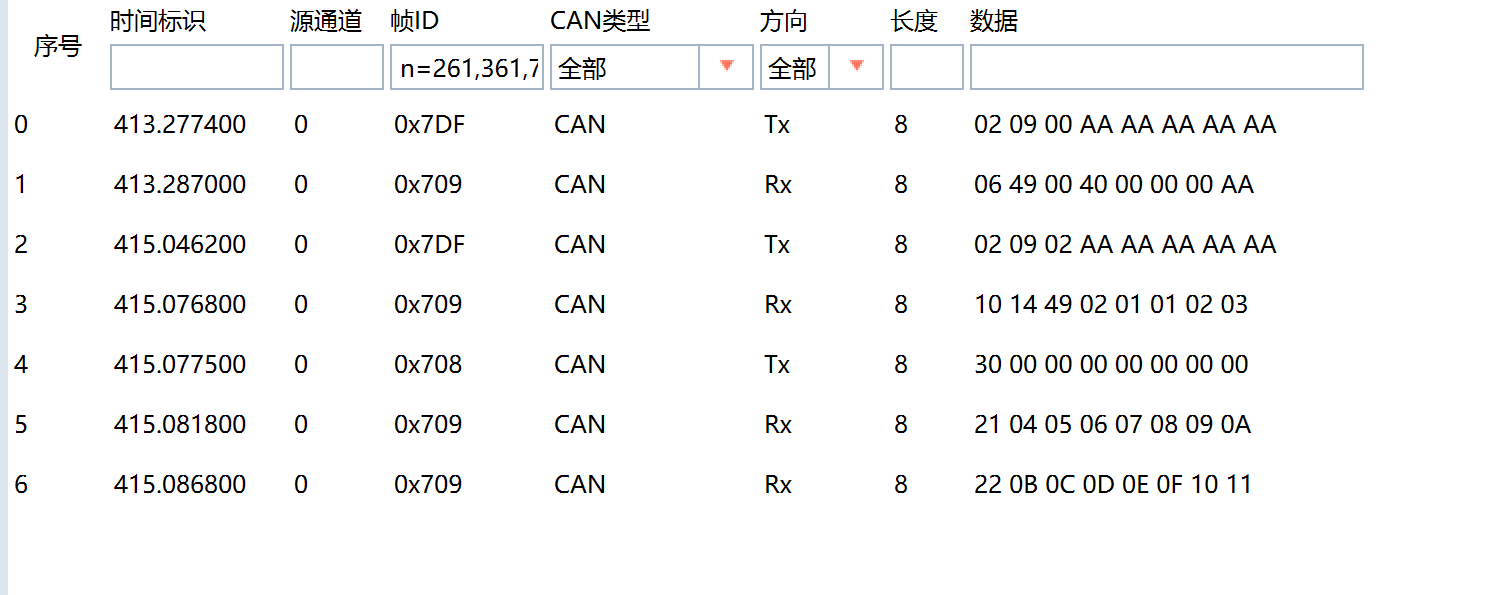 序号 时间标识 源通道 帧ID CAN类型 方向 长度 数据
n=261,361,7 全部 全部
0 413.277400 0 0x7DF CAN Tx 8 02 09 00 AA AA AA AA AA
1 413.287000 0 0x709 CAN Rx 8 06 49 00 40 00 00 00 AA
2 415.046200 0 0x7DF CAN Tx 8 02 09 02 AA AA AA AA AA
3 415.076800 0 0x709 CAN Rx 8 10 14 49 02 01 01 02 03
4 415.077500 0 0x708 CAN Tx 8 30 00 00 00 00 00 00 00
5 415.081800 0 0x709 CAN Rx 8 21 04 05 06 07 08 09 0A
6 415.086800 0 0x709 CAN Rx 8 22 0B 0C 0D 0E 0F 10 11